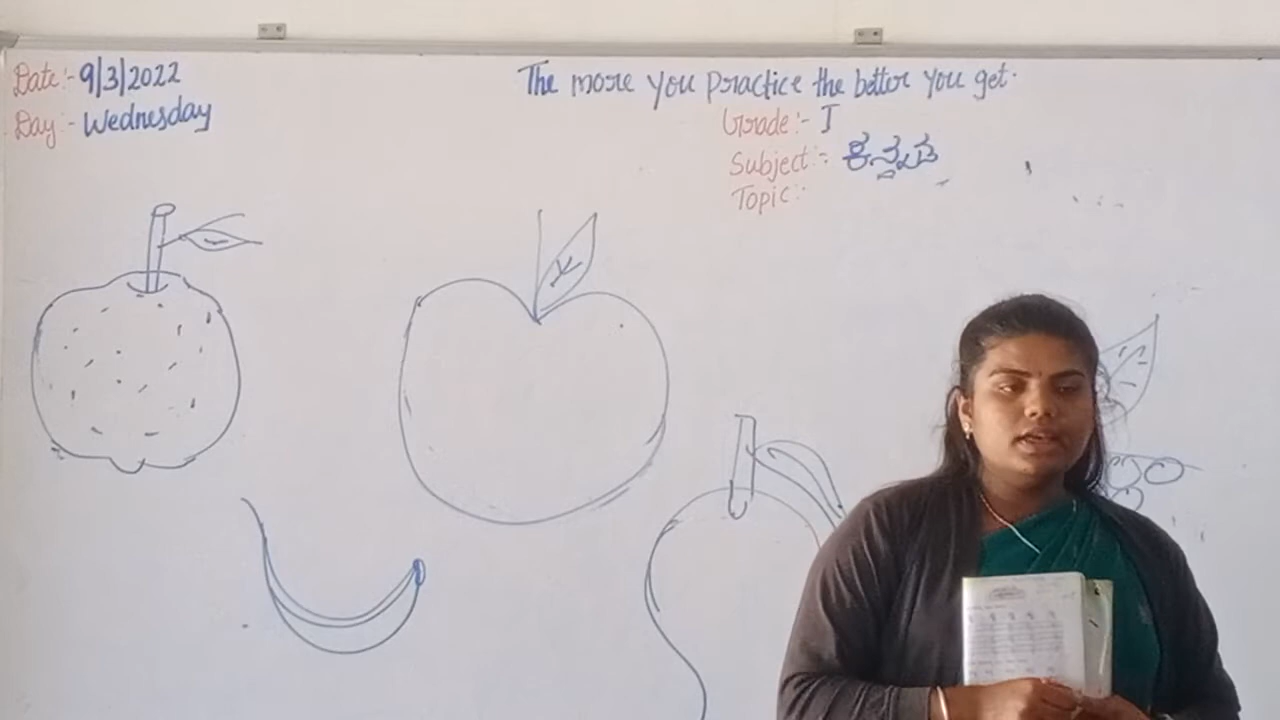 Date:- 9/3/2022
Day:- Wednesday
The more you practice the better you get.
Grade:- I
Subject:- ಕನ್ನಡ
Topic:-